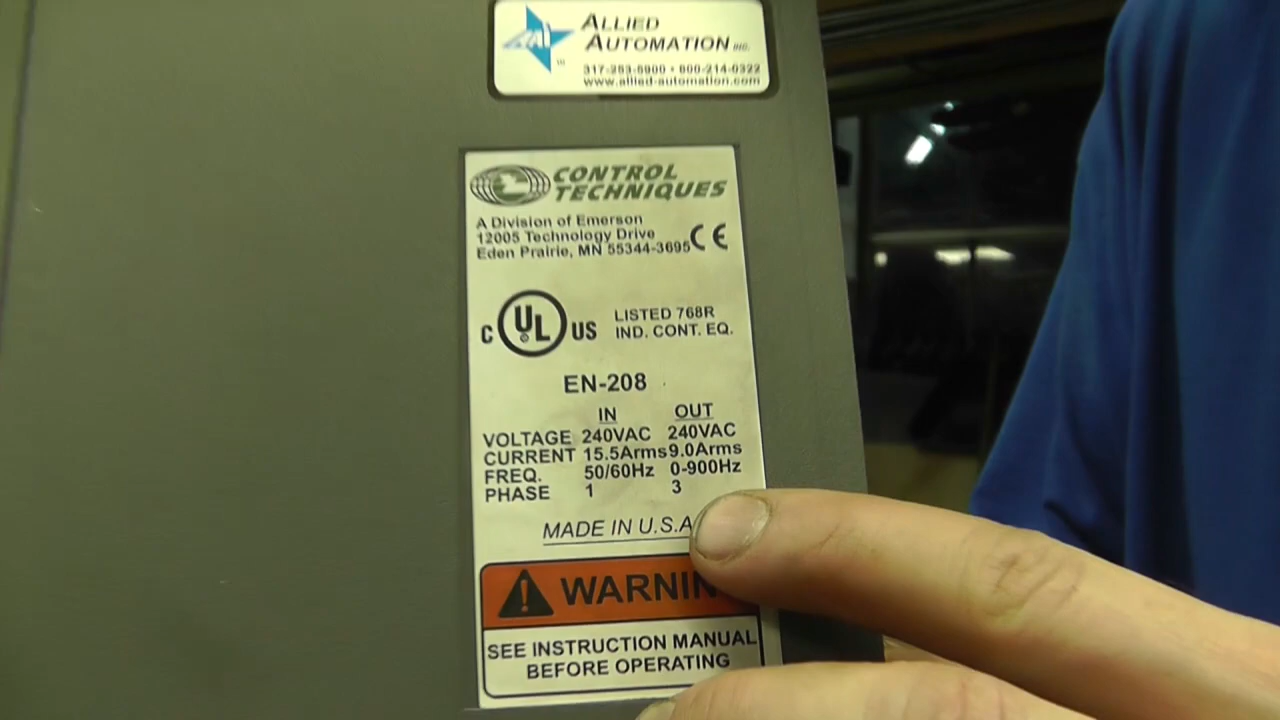 ALLIED
AUTOMATION INC.
317-253-5900 • 800-214-0322
www.allied-automation.com
CONTROL
TECHNIQUES
A Division of Emerson
12005 Technology Drive
Eden Prairie, MN 55344-3695
CE
C UL US
LISTED 768R
IND. CONT. EQ.
EN-208
IN OUT
VOLTAGE 240VAC 240VAC
CURRENT 15.5Arms 9.0Arms
FREQ. 50/60Hz 0-900Hz
PHASE 1 3
MADE IN U.S.A
WARNIN
SEE INSTRUCTION MANUAL
BEFORE OPERATING